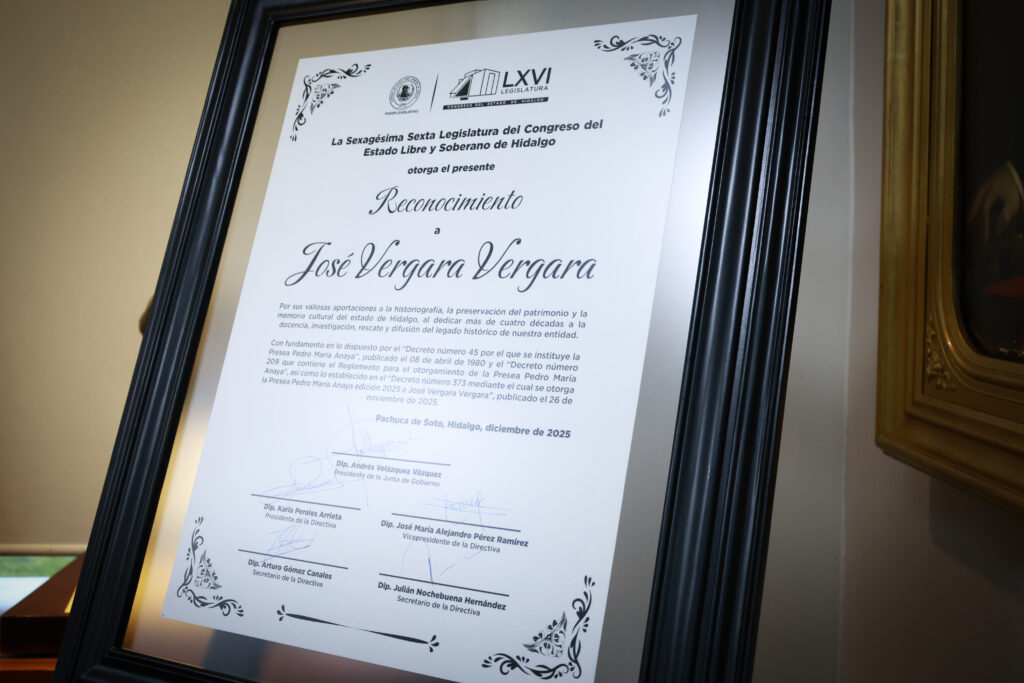 PODER LEGISLATIVO
LXVI
LEGISLATURA
CONGRESO DEL ESTADO DE HIDALGO
La Sexagésima Sexta Legislatura del Congreso del
Estado Libre y Soberano de Hidalgo
otorga el presente
Reconocimiento
a
José Vergara Vergara
Por sus valiosas aportaciones a la historiografía, la preservación del patrimonio y la
memoria cultural del estado de Hidalgo, al dedicar más de cuatro décadas a la
docencia, investigación, rescate y difusión del legado histórico de nuestra entidad.
Con fundamento en lo dispuesto por el "Decreto número 45 por el que se instituye la
Presea Pedro María Anaya", publicado el 08 de abril de 1980 y el "Decreto número
209 que contiene el Reglamento para el otorgamiento de la Presea Pedro María
Anaya", así como lo establecido en el "Decreto número 373 mediante el cual se otorga
la Presea Pedro María Anaya edición 2025 a José Vergara Vergara", publicado el 26 de
noviembre de 2025.
Pachuca de Soto, Hidalgo, diciembre de 2025
Dip. Andrés Velázquez Vázquez
Presidente de la Junta de Gobierno
Dip. Karla Perales Arrieta
Presidenta de la Directiva
Dip. José María Alejandro Pérez Ramírez
Vicepresidente de la Directiva
Dip. Arturo Gómez Canales
Secretario de la Directiva
Dip. Julián Nochebuena Hernández
Secretario de la Directiva